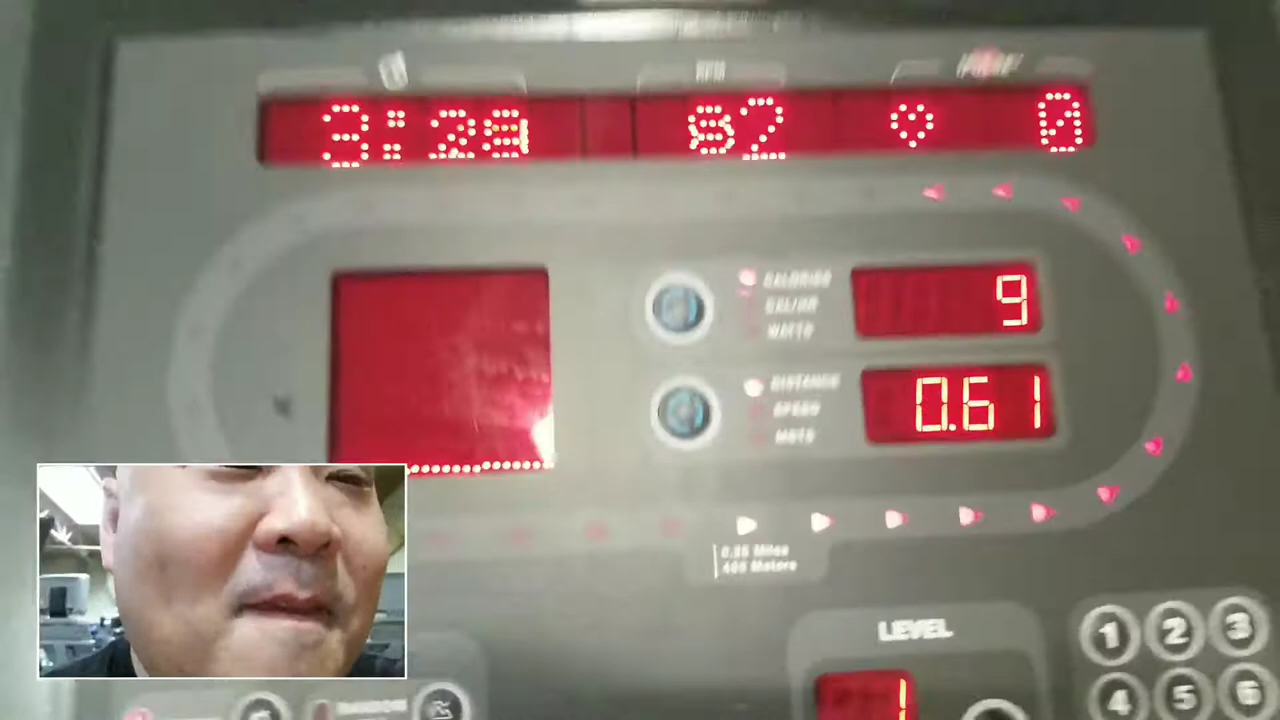 RPM
3:28 82 0
CALORIES
CAL/HR
WATTS
9
DISTANCE
SPEED
METS
0.61
0.25 Miles
400 Meters
LEVEL
1
1 2 3
4 5 6